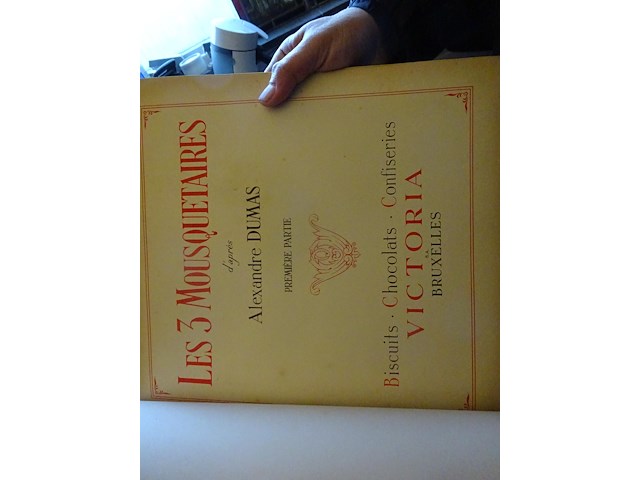 LES 3 MOUSQUETAIRES
d'après
Alexandre DUMAS
PREMIÈRE PARTIE
Biscuits · Chocolats · Confiseries
VICTORIA
S.A.
BRUXELLES